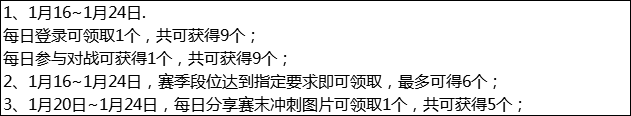 1、1月16~1月24日.
每日登录可领取1个，共可获得9个；
每日参与对战可获得1个，共可获得9个；
2、1月16~1月24日，赛季段位达到指定要求即可领取，最多可得6个；
3、1月20日~1月24日，每日分享赛末冲刺图片可领取1个，共可获得5个；